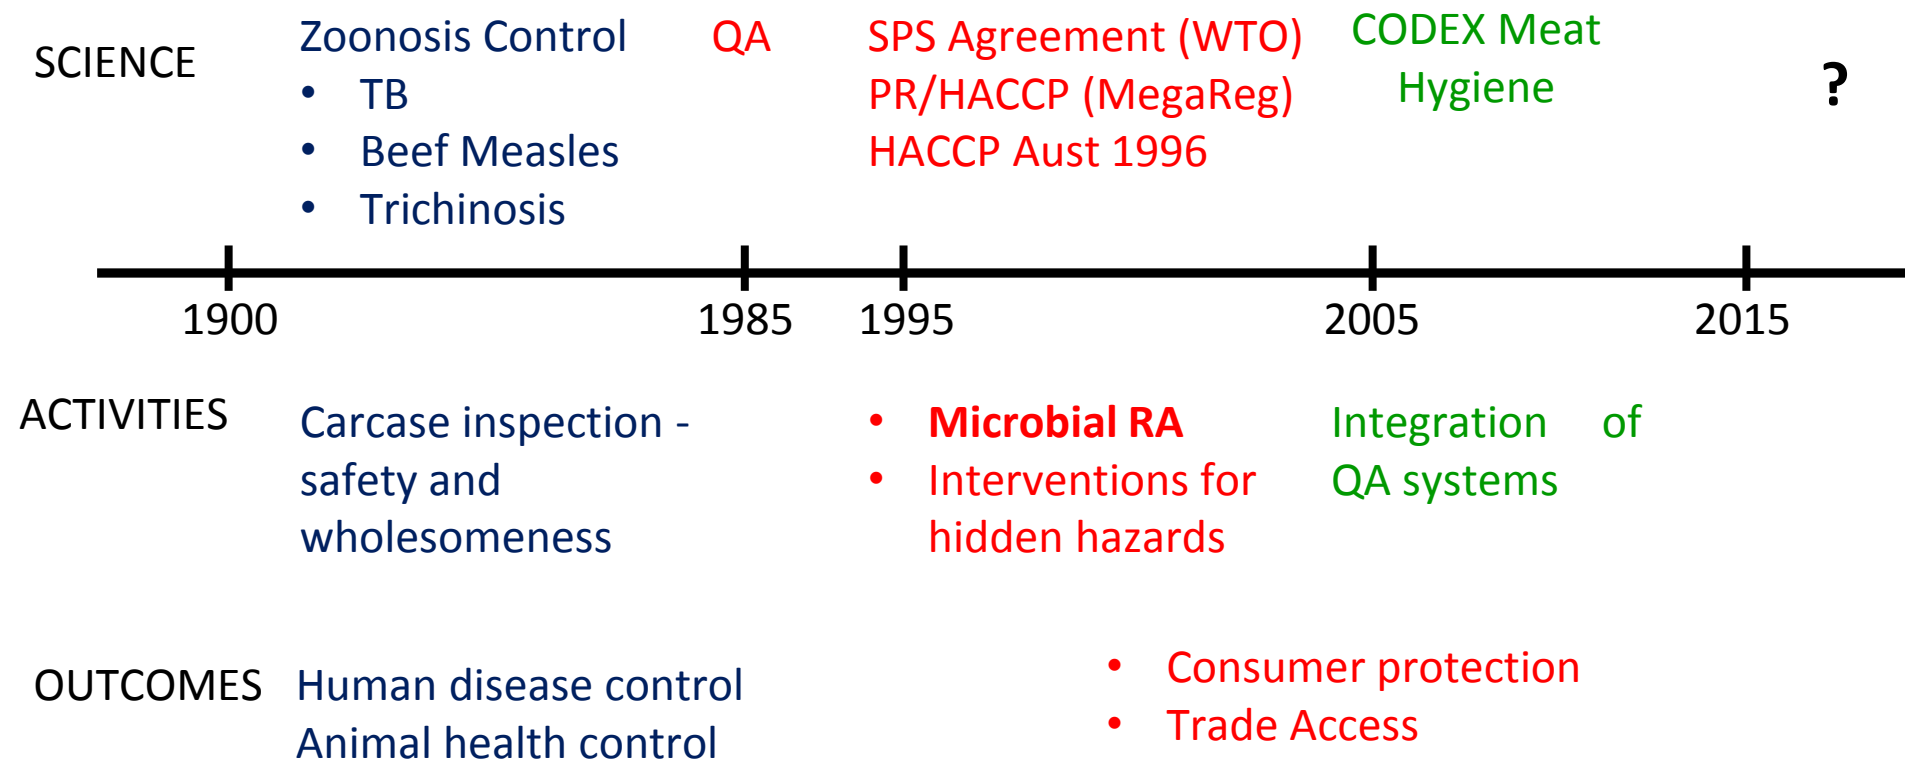 SCIENCE
Zoonosis Control
• TB
• Beef Measles
• Trichinosis
QA
SPS Agreement (WTO)
PR/HACCP (MegaReg)
HACCP Aust 1996
CODEX Meat
Hygiene
?
1900
1985
1995
2005
2015
ACTIVITIES
Carcase inspection -
safety and
wholesomeness
• Microbial RA
• Interventions for
hidden hazards
Integration of
QA systems
OUTCOMES
Human disease control
Animal health control
• Consumer protection
• Trade Access